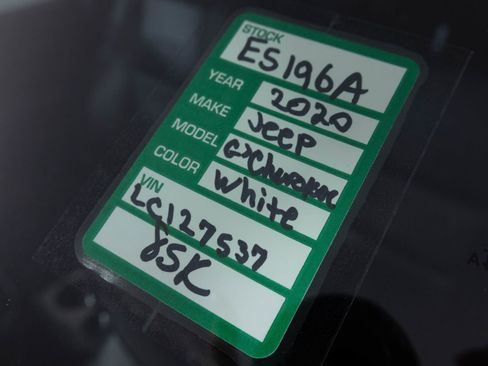 STOCK
ES196A
YEAR 2020
MAKE Jeep
MODEL G>Cherokee
COLOR white
VIN
LC127537
85K